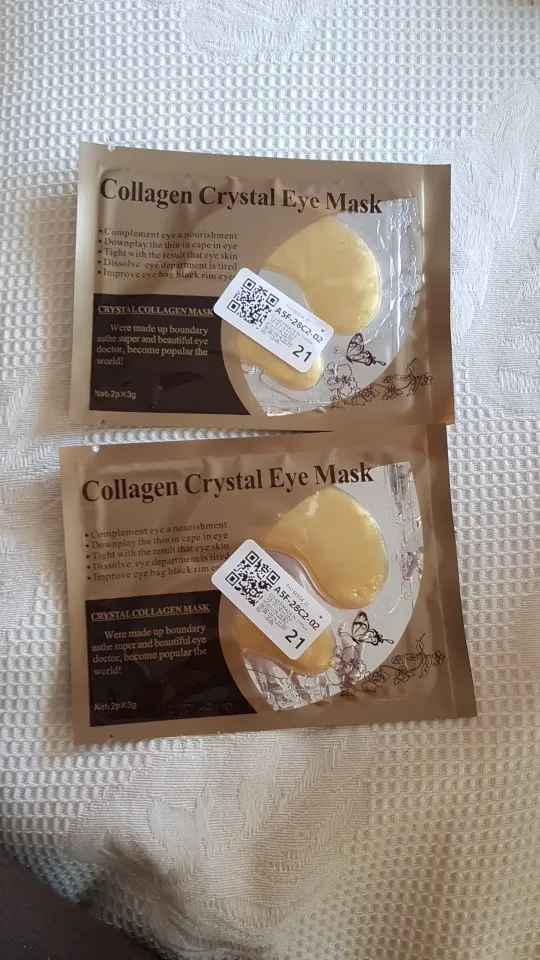 Collagen Crystal Eye Mask
• Complement eye a nourishment
• Downplay the thin in cape in eye
• Tight with the result that eye skin
• Dissolve eye department is tired
• Improve eye bag black rim eye
CRYSTAL COLLAGEN MASK
Were made up boundary
asthe super and beautiful eye
doctor, become popular the
world!
Net:2pX3g
A5F-28C2-02
21
Collagen Crystal Eye Mask
• Complement eye a nourishment
• Downplay the thin in cape in eye
• Tight with the result that eye skin
• Dissolve eye department is tired
• Improve eye bag black rim
CRYSTAL COLLAGEN MASK
Were made up boundary
asthe super and beautiful eye
doctor, become popular the
world!
Net:2pX3g
A5F-28C2-02
21